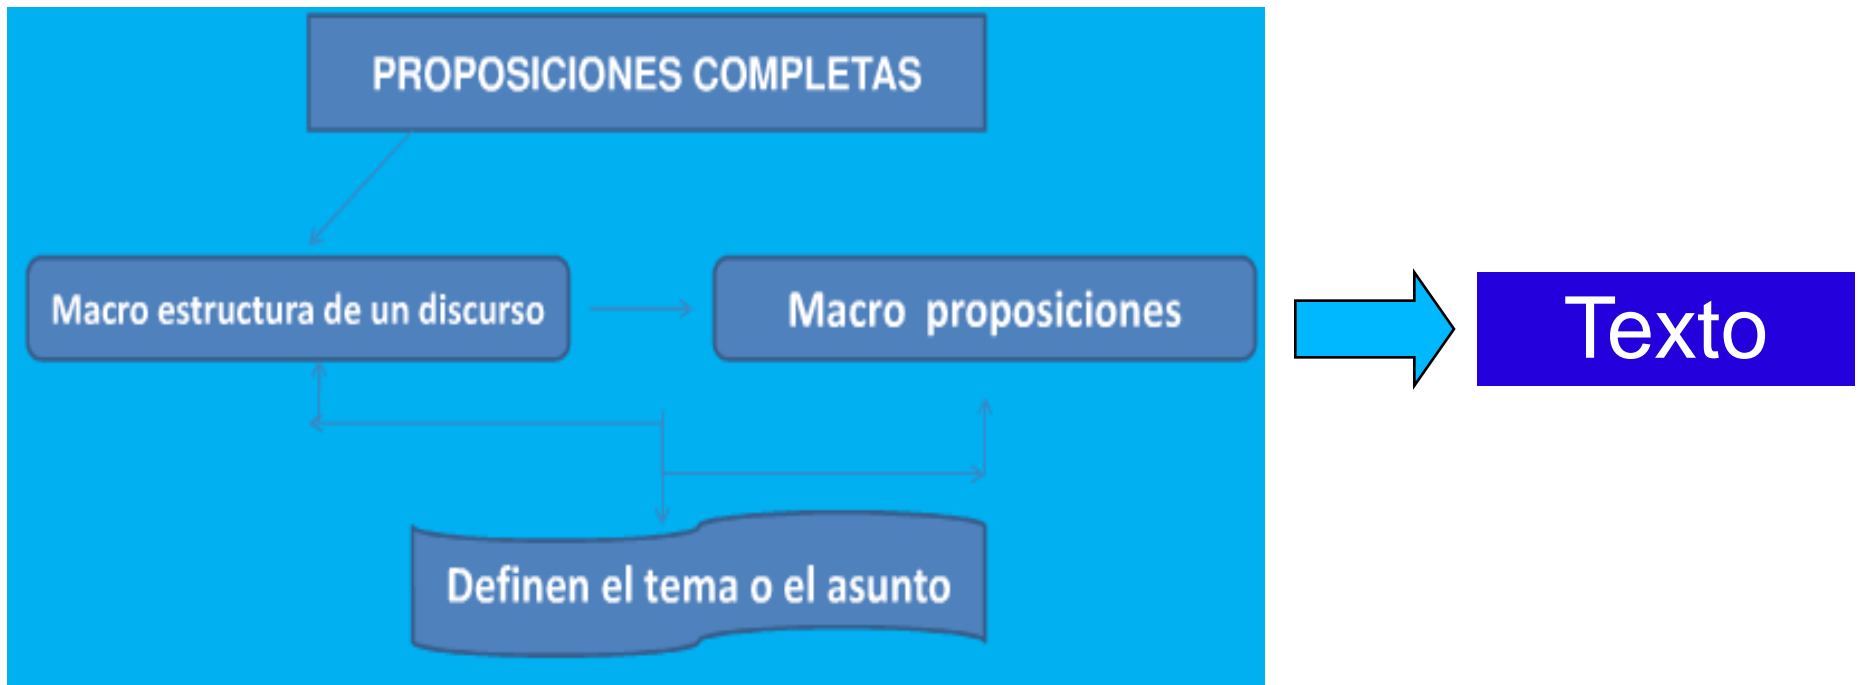 PROPOSICIONES COMPLETAS
Macro estructura de un discurso
Macro proposiciones
Texto
Definen el tema o el asunto